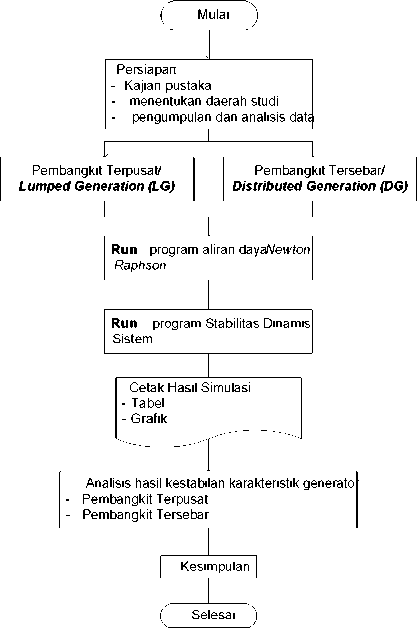 Mulai
Persiapan
- Kajian pustaka
- menentukan daerah studi
- pengumpulan dan analisis data
Pembangkit Terpusat/
Lumped Generation (LG)
Pembangkit Tersebar/
Distributed Generation (DG)
Run program aliran daya Newton
Raphson
Run program Stabilitas Dinamis
Sistem
Cetak Hasil Simulasi
- Tabel
- Grafik
Analisis hasil kestabilan karakteristik generator
- Pembangkit Terpusat
- Pembangkit Tersebar
Kesimpulan
Selesai